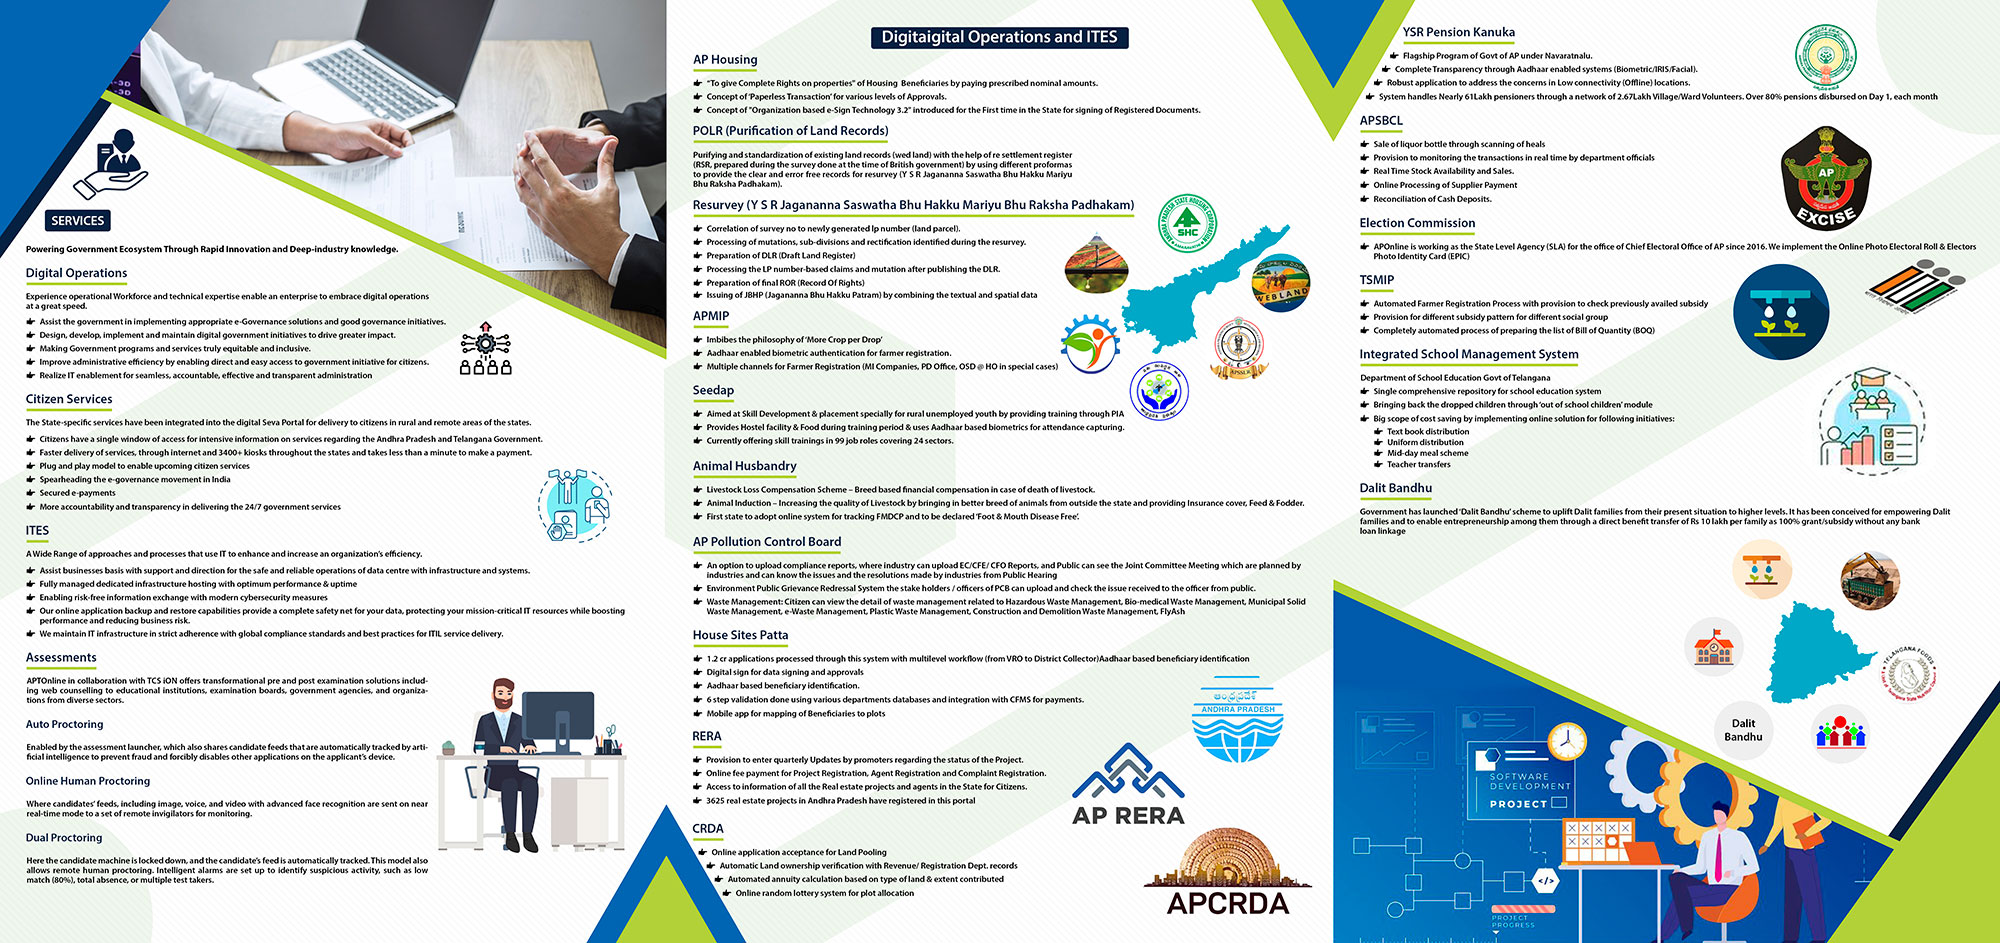 SERVICES
Powering Government Ecosystem Through Rapid Innovation and Deep-industry knowledge.
Digital Operations
Experience operational Workforce and technical expertise enable an enterprise to embrace digital operations
at a great speed.
Assist the government in implementing appropriate e-Governance solutions and good governance initiatives.
Design, develop, implement and maintain digital government initiatives to drive greater impact.
Making Government programs and services truly equitable and inclusive.
Improve administrative efficiency by enabling direct and easy access to government initiative for citizens.
Realize IT enablement for seamless, accountable, effective and transparent administration
Citizen Services
The State-specific services have been integrated into the digital Seva Portal for delivery to citizens in rural and remote areas of the states.
Citizens have a single window of access for intensive information on services regarding the Andhra Pradesh and Telangana Government.
Faster delivery of services, through internet and 3400+ kiosks throughout the states and takes less than a minute to make a payment.
Plug and play model to enable upcoming citizen services
Spearheading the e-governance movement in India
Secured e-payments
More accountability and transparency in delivering the 24/7 government services
ITES
A Wide Range of approaches and processes that use IT to enhance and increase an organization's efficiency.
Assist businesses basis with support and direction for the safe and reliable operations of data centre with infrastructure and systems.
Fully managed dedicated infrastructure hosting with optimum performance & uptime
Enabling risk-free information exchange with modern cybersecurity measures
Our online application backup and restore capabilities provide a complete safety net for your data, protecting your mission-critical IT resources while boosting
performance and reducing business risk.
We maintain IT infrastructure in strict adherence with global compliance standards and best practices for ITIL service delivery.
Assessments
APTOnline in collaboration with TCS iON offers transformational pre and post examination solutions includ-
ing web counselling to educational institutions, examination boards, government agencies, and organiza-
tions from diverse sectors.
Auto Proctoring
Enabled by the assessment launcher, which also shares candidate feeds that are automatically tracked by arti-
ficial intelligence to prevent fraud and forcibly disables other applications on the applicant's device.
Online Human Proctoring
Where candidates' feeds, including image, voice, and video with advanced face recognition are sent on near
real-time mode to a set of remote invigilators for monitoring.
Dual Proctoring
Here the candidate machine is locked down, and the candidate's feed is automatically tracked. This model also
allows remote human proctoring. Intelligent alarms are set up to identify suspicious activity, such as low
match (80%), total absence, or multiple test takers.
Digitaigital Operations and ITES
AP Housing
"To give Complete Rights on properties" of Housing Beneficiaries by paying prescribed nominal amounts.
Concept of 'Paperless Transaction' for various levels of Approvals.
Concept of "Organization based e-Sign Technology 3.2" introduced for the First time in the State for signing of Registered Documents.
POLR (Purification of Land Records)
Purifying and standardization of existing land records (wed land) with the help of re settlement register
(RSR, prepared during the survey done at the time of British government) by using different proformas
to provide the clear and error free records for resurvey (Y S R Jagananna Saswatha Bhu Hakku Mariyu
Bhu Raksha Padhakam).
Resurvey (Y S R Jagananna Saswatha Bhu Hakku Mariyu Bhu Raksha Padhakam)
Correlation of survey no to newly generated lp number (land parcel).
Processing of mutations, sub-divisions and rectification identified during the resurvey.
Preparation of DLR (Draft Land Register)
Processing the LP number-based claims and mutation after publishing the DLR.
Preparation of final ROR (Record Of Rights)
Issuing of JBHP (Jagananna Bhu Hakku Patram) by combining the textual and spatial data
SHC
WEBLAND
APSSLR
APMIP
Imbibes the philosophy of 'More Crop per Drop'
Aadhaar enabled biometric authentication for farmer registration.
Multiple channels for Farmer Registration (MI Companies, PD Office, OSD @ HO in special cases)
Seedap
Aimed at Skill Development & placement specially for rural unemployed youth by providing training through PIA
Provides Hostel facility & Food during training period & uses Aadhaar based biometrics for attendance capturing.
Currently offering skill trainings in 99 job roles covering 24 sectors.
Animal Husbandry
Livestock Loss Compensation Scheme – Breed based financial compensation in case of death of livestock.
Animal Induction – Increasing the quality of Livestock by bringing in better breed of animals from outside the state and providing Insurance cover, Feed & Fodder.
First state to adopt online system for tracking FMDCP and to be declared 'Foot & Mouth Disease Free'.
AP Pollution Control Board
An option to upload compliance reports, where industry can upload EC/CFE/ CFO Reports, and Public can see the Joint Committee Meeting which are planned by
industries and can know the issues and the resolutions made by industries from Public Hearing
Environment Public Grievance Redressal System the stake holders / officers of PCB can upload and check the issue received to the officer from public.
Waste Management: Citizen can view the detail of waste management related to Hazardous Waste Management, Bio-medical Waste Management, Municipal Solid
Waste Management, e-Waste Management, Plastic Waste Management, Construction and Demolition Waste Management, FlyAsh
House Sites Patta
1.2 cr applications processed through this system with multilevel workflow (from VRO to District Collector)Aadhaar based beneficiary identification
Digital sign for data signing and approvals
Aadhaar based beneficiary identification.
6 step validation done using various departments databases and integration with CFMS for payments.
Mobile app for mapping of Beneficiaries to plots
ఆంధ్రప్రదేశ్
ANDHRA PRADESH
RERA
Provision to enter quarterly Updates by promoters regarding the status of the Project.
Online fee payment for Project Registration, Agent Registration and Complaint Registration.
Access to information of all the Real estate projects and agents in the State for Citizens.
3625 real estate projects in Andhra Pradesh have registered in this portal
AP RERA
CRDA
Online application acceptance for Land Pooling
Automatic Land ownership verification with Revenue/ Registration Dept. records
Automated annuity calculation based on type of land & extent contributed
Online random lottery system for plot allocation
APCRDA
YSR Pension Kanuka
Flagship Program of Govt of AP under Navaratnalu.
Complete Transparency through Aadhaar enabled systems (Biometric/IRIS/Facial).
Robust application to address the concerns in Low connectivity (Offline) locations.
System handles Nearly 61Lakh pensioners through a network of 2.67Lakh Village/Ward Volunteers. Over 80% pensions disbursed on Day 1, each month
APSBCL
Sale of liquor bottle through scanning of heals
Provision to monitoring the transactions in real time by department officials
Real Time Stock Availability and Sales.
Online Processing of Supplier Payment
Reconciliation of Cash Deposits.
AP
EXCISE
Election Commission
APOnline is working as the State Level Agency (SLA) for the office of Chief Electoral Office of AP since 2016. We implement the Online Photo Electoral Roll & Electors
Photo Identity Card (EPIC)
TSMIP
Automated Farmer Registration Process with provision to check previously availed subsidy
Provision for different subsidy pattern for different social group
Completely automated process of preparing the list of Bill of Quantity (BOQ)
Integrated School Management System
Department of School Education Govt of Telangana
Single comprehensive repository for school education system
Bringing back the dropped children through 'out of school children' module
Big scope of cost saving by implementing online solution for following initiatives:
Text book distribution
Uniform distribution
Mid-day meal scheme
Teacher transfers
Dalit Bandhu
Government has launched 'Dalit Bandhu' scheme to uplift Dalit families from their present situation to higher levels. It has been conceived for empowering Dalit
families and to enable entrepreneurship among them through a direct benefit transfer of Rs 10 lakh per family as 100% grant/subsidy without any bank
loan linkage
TELANGANA FOODS
Dalit
Bandhu
SOFTWARE
DEVELOPMENT
PROJECT
</>
PROJECT
PROGRESS